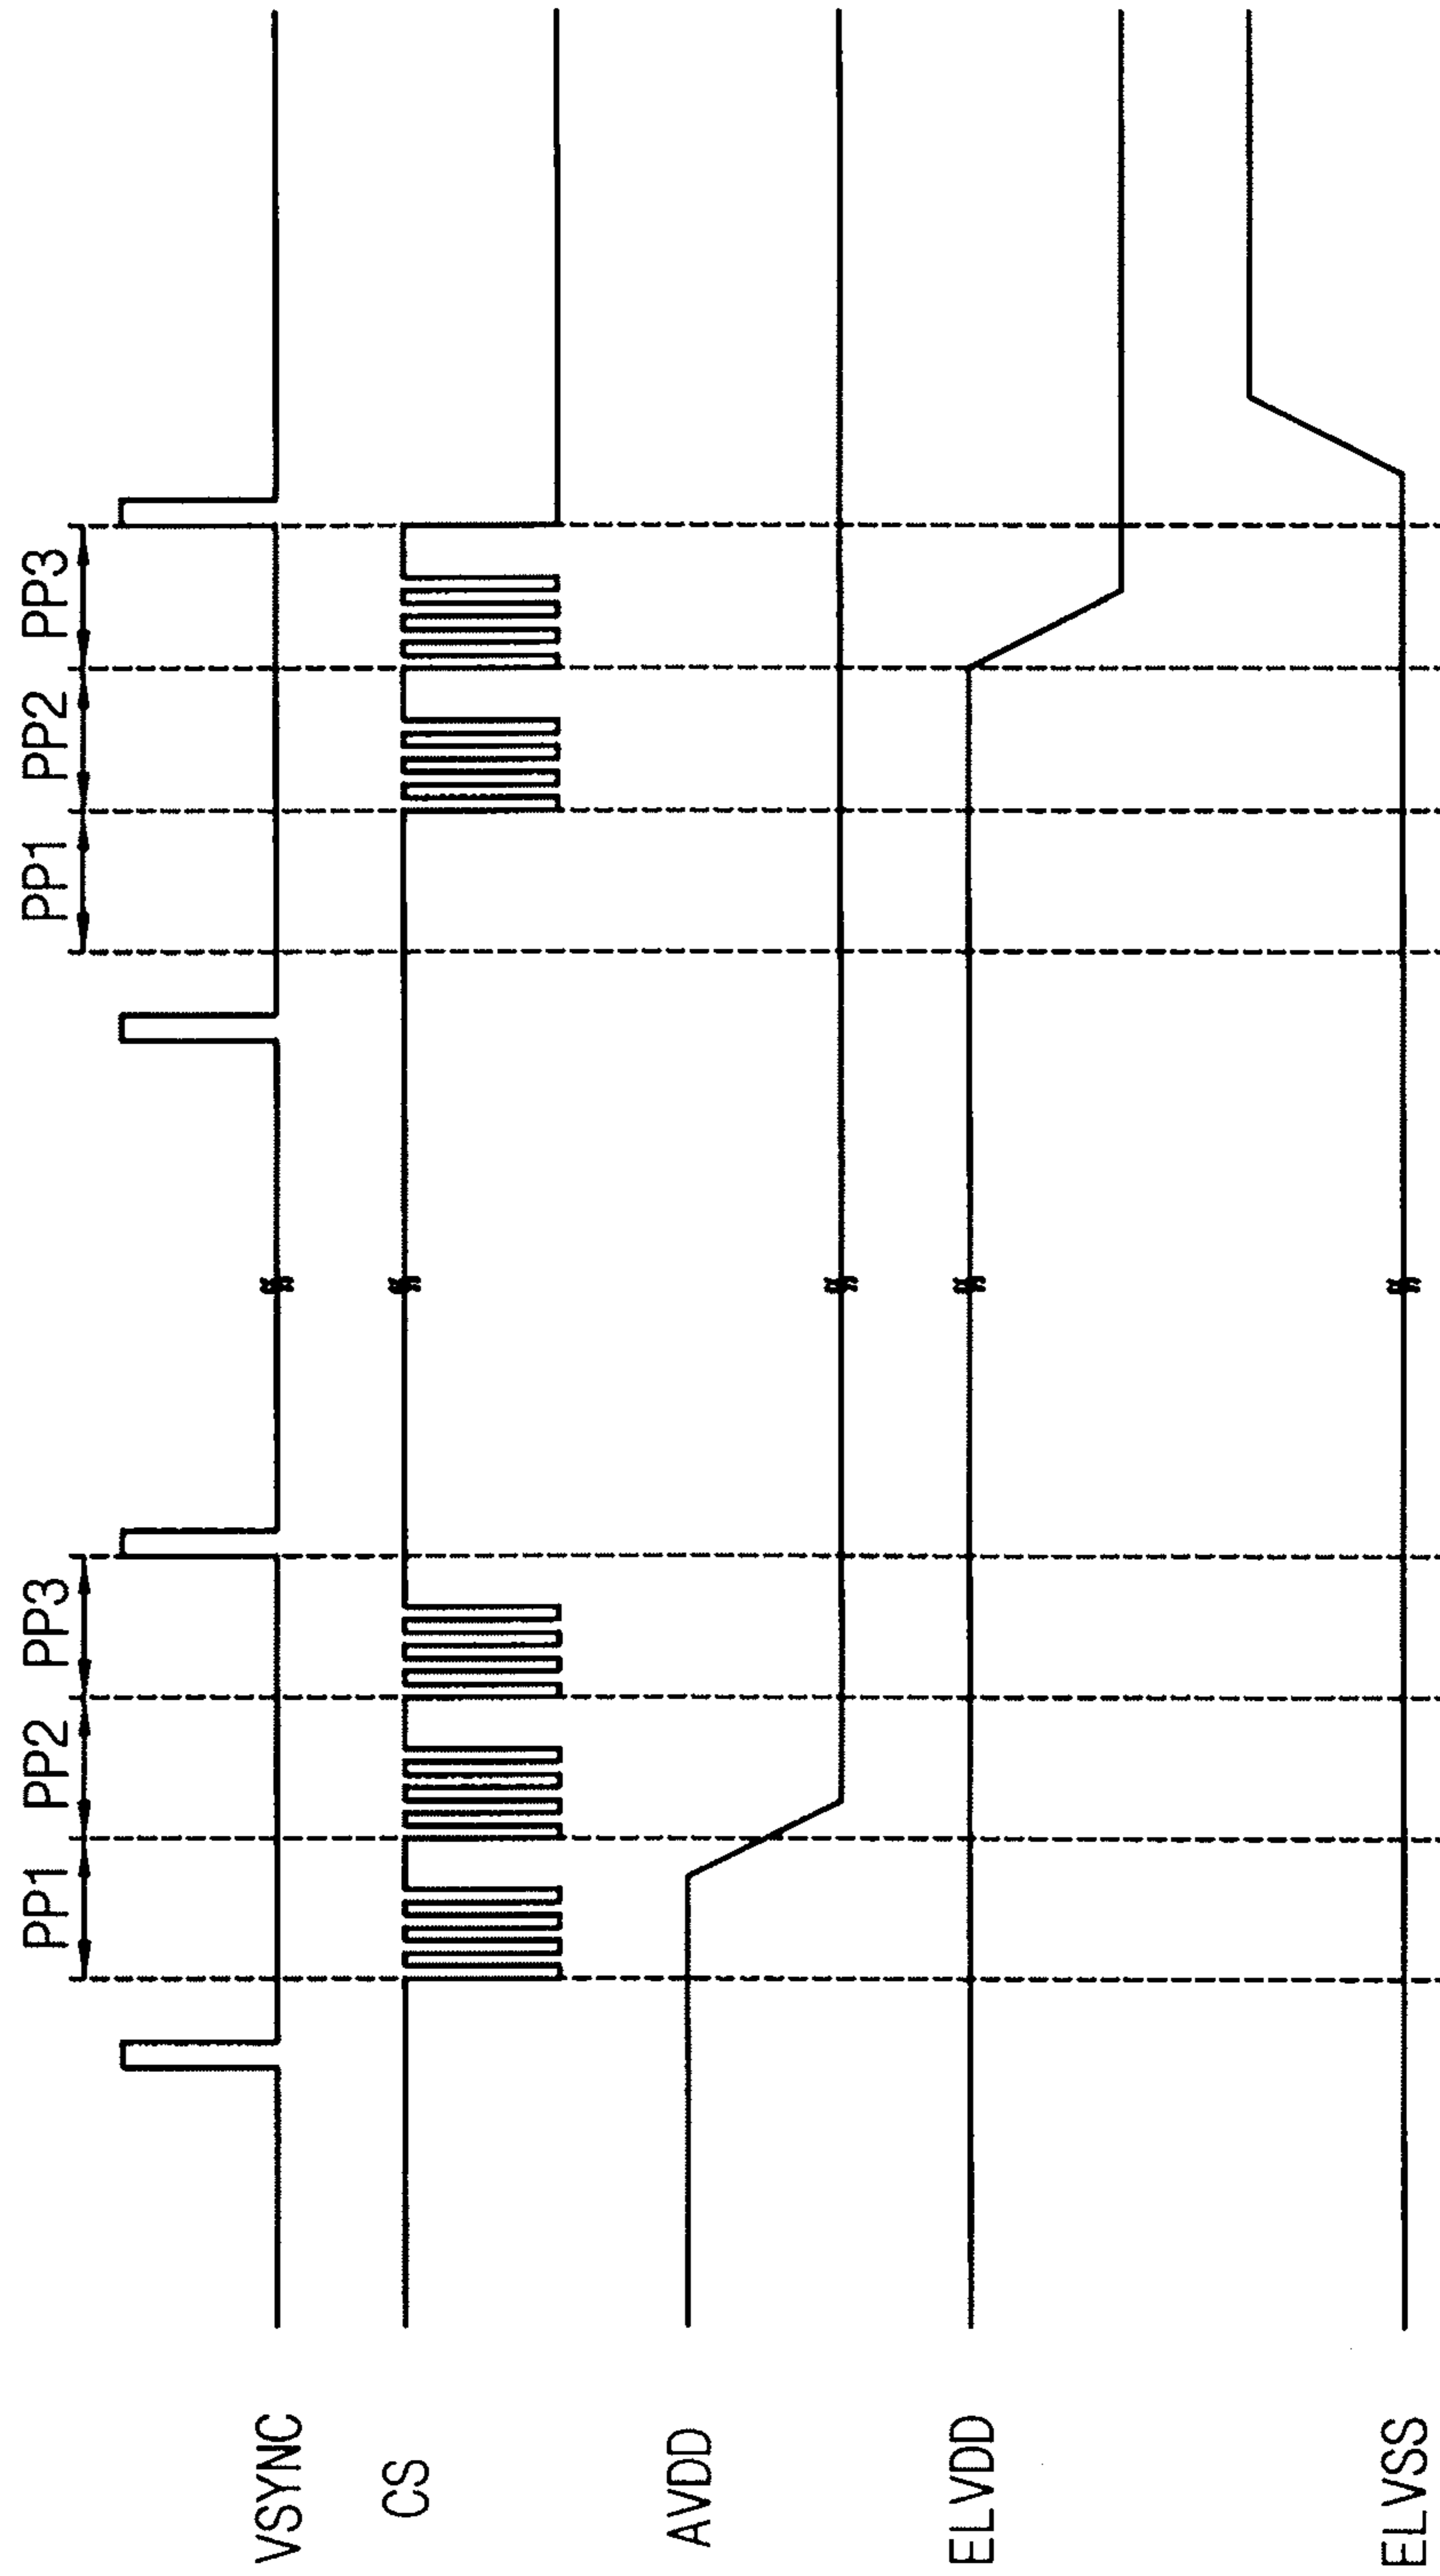 PP1 PP2 PP3 PP1 PP2 PP3
VSYNC
CS
AVDD
ELVDD
ELVSS